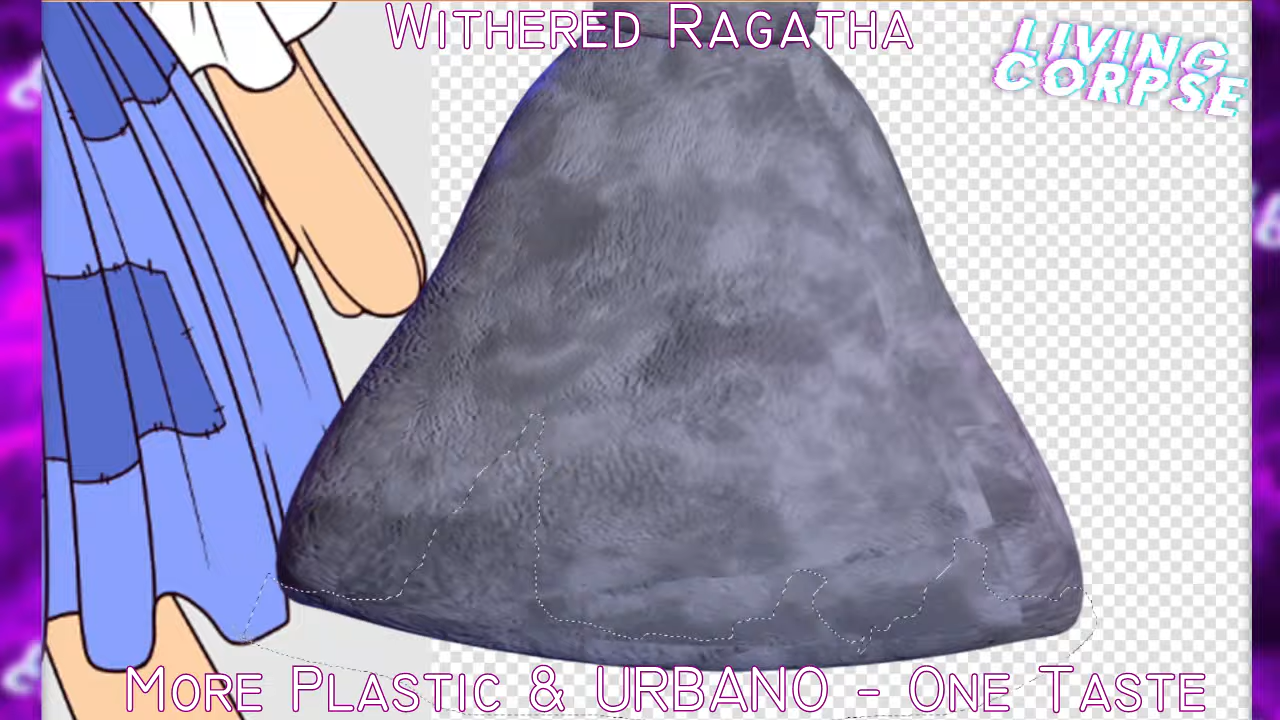 Withered Ragatha
LIVING
CORPSE
More Plastic & URBANO - One Taste